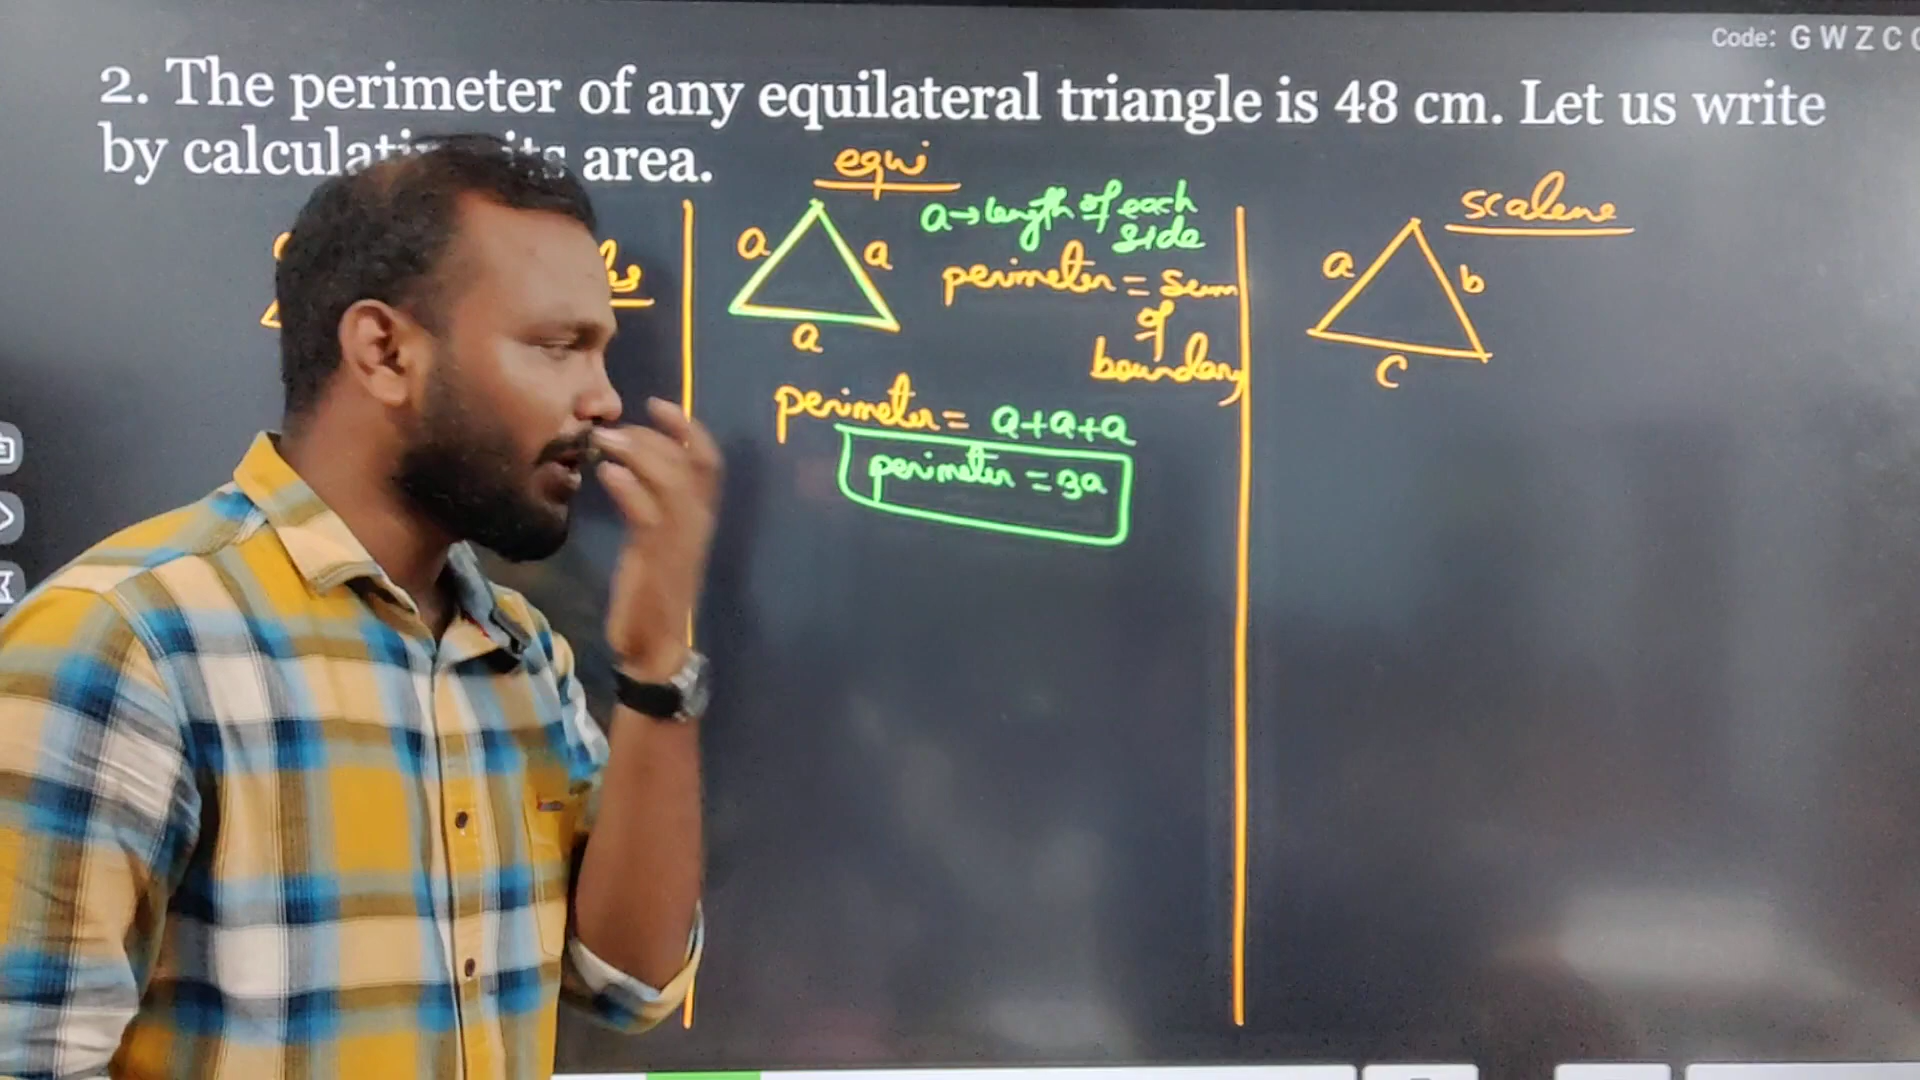 Code: G W Z C
2. The perimeter of any equilateral triangle is 48 cm. Let us write
by its area.
equi
a → length of each
side
a
a
a
perimeter = sum
of
boundary
perimeter = a+a+a
perimeter = 3a
scalene
a
b
c